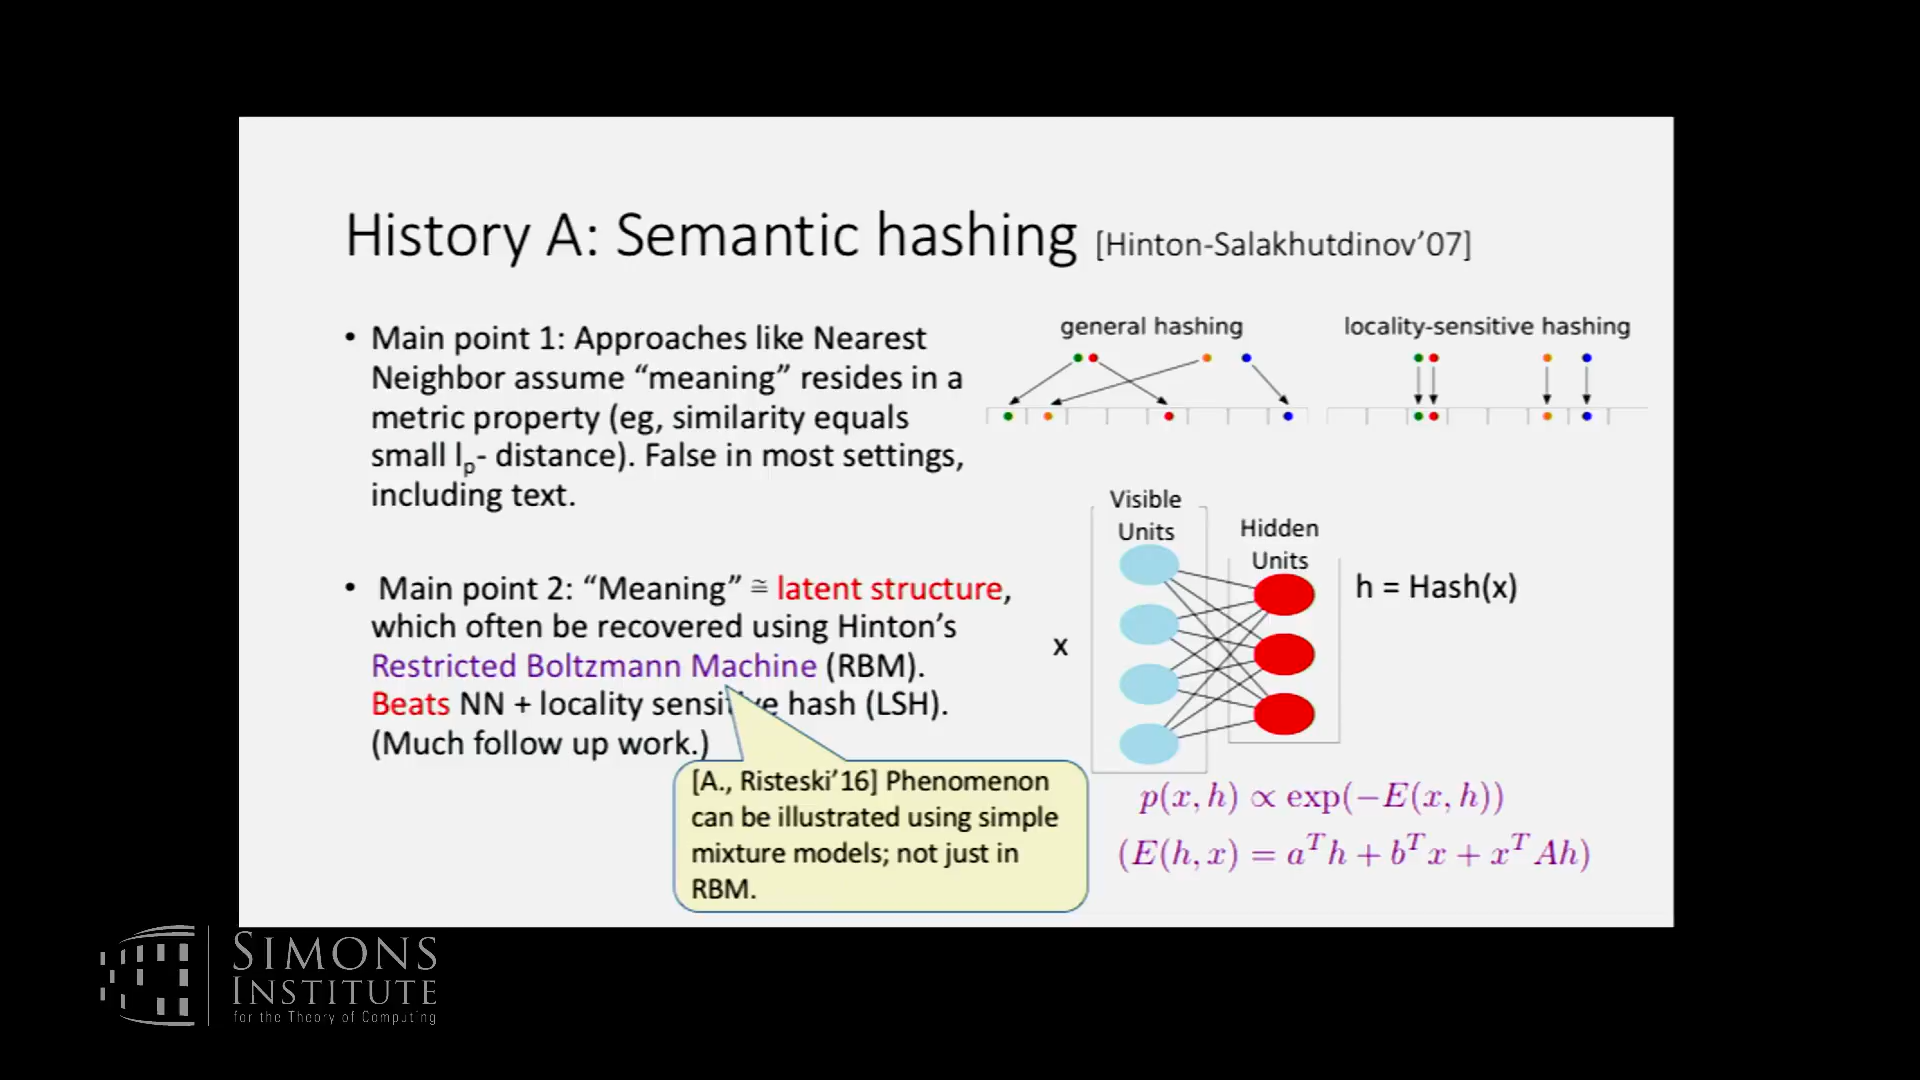 History A: Semantic hashing [Hinton-Salakhutdinov’07]
• Main point 1: Approaches like Nearest
Neighbor assume “meaning” resides in a
metric property (eg, similarity equals
small lₚ- distance). False in most settings,
including text.
• Main point 2: “Meaning” ≅ latent structure,
which often be recovered using Hinton’s
Restricted Boltzmann Machine (RBM).
Beats NN + locality sensitive hash (LSH).
(Much follow up work.)
[A., Risteski’16] Phenomenon
can be illustrated using simple
mixture models; not just in
RBM.
general hashing
locality-sensitive hashing
Visible
Units
Hidden
Units
h = Hash(x)
x
p(x, h) ∝ exp(−E(x, h))
(E(h, x) = aᵀh + bᵀx + xᵀAh)
SIMONS
INSTITUTE
for the Theory of Computing